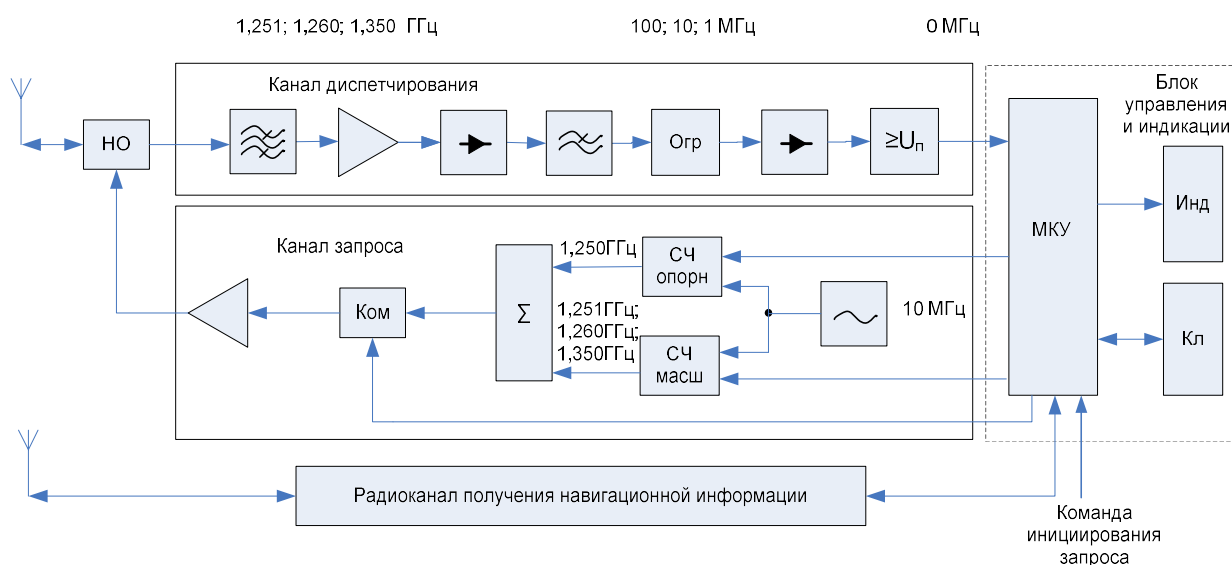 1,251; 1,260; 1,350 ГГц
100; 10; 1 МГц
0 МГц
Канал диспетчирования
Блок
управления
и индикации
НО
Огр
≥Uп
МКУ
Инд
Канал запроса
1,250ГГц
СЧ
опорн
Ком
Σ
1,251ГГц;
1,260ГГц;
1,350ГГц
10 МГц
СЧ
масш
Кл
Радиоканал получения навигационной информации
Команда
инициирования
запроса